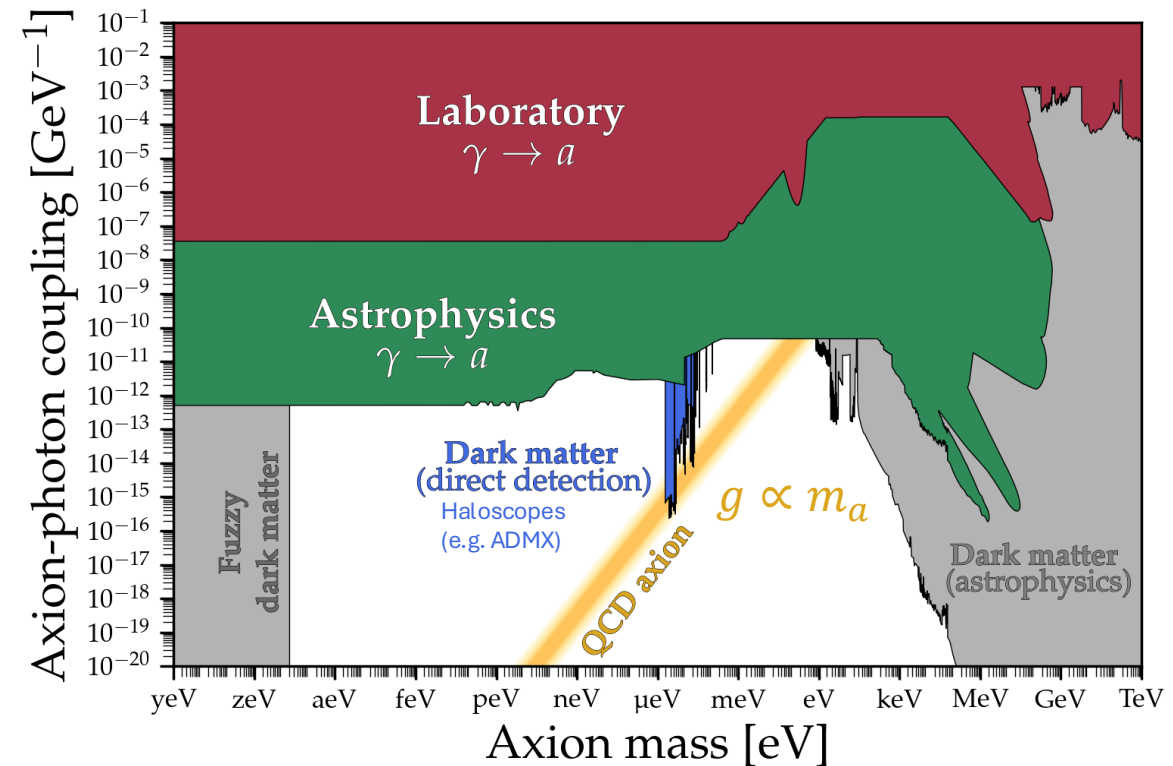 Axion-photon coupling [GeV⁻¹]
10⁻¹
10⁻²
10⁻³
10⁻⁴
10⁻⁵
10⁻⁶
10⁻⁷
10⁻⁸
10⁻⁹
10⁻¹⁰
10⁻¹¹
10⁻¹²
10⁻¹³
10⁻¹⁴
10⁻¹⁵
10⁻¹⁶
10⁻¹⁷
10⁻¹⁸
10⁻¹⁹
10⁻²⁰
Laboratory
γ → a
Astrophysics
γ → a
Dark matter
(direct detection)
Haloscopes
(e.g. ADMX)
g ∝ mₐ
QCD axion
Fuzzy
dark matter
Dark matter
(astrophysics)
yeV zeV aeV feV peV neV μeV meV eV keV MeV GeV TeV
Axion mass [eV]